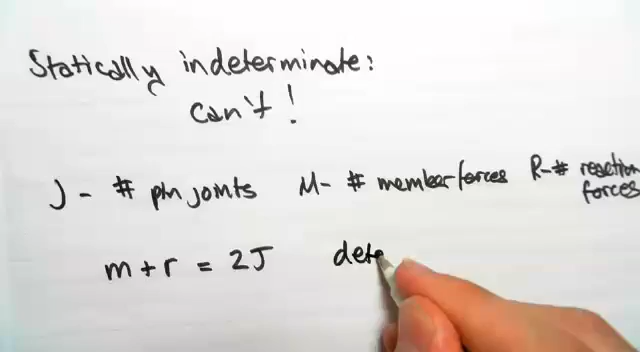 Statically indeterminate:
can't!
J - # pin joints M- # member forces R-# reaction
forces
m + r = 2J dete